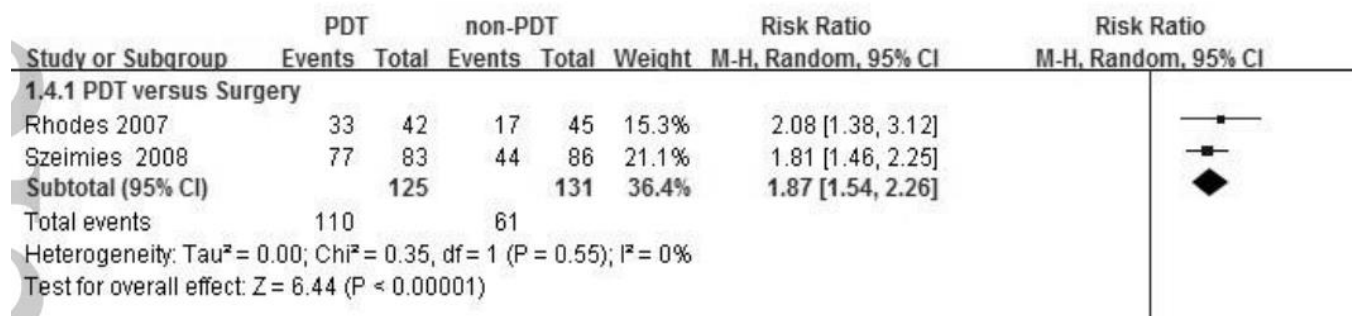 PDT non-PDT Risk Ratio Risk Ratio
Study or Subgroup Events Total Events Total Weight M-H, Random, 95% CI M-H, Random, 95% CI
1.4.1 PDT versus Surgery
Rhodes 2007 33 42 17 45 15.3% 2.08 [1.38, 3.12]
Szeimies 2008 77 83 44 86 21.1% 1.81 [1.46, 2.25]
Subtotal (95% CI) 125 131 36.4% 1.87 [1.54, 2.26]
Total events 110 61
Heterogeneity: Tau² = 0.00; Chi² = 0.35, df = 1 (P = 0.55); I² = 0%
Test for overall effect: Z = 6.44 (P < 0.00001)